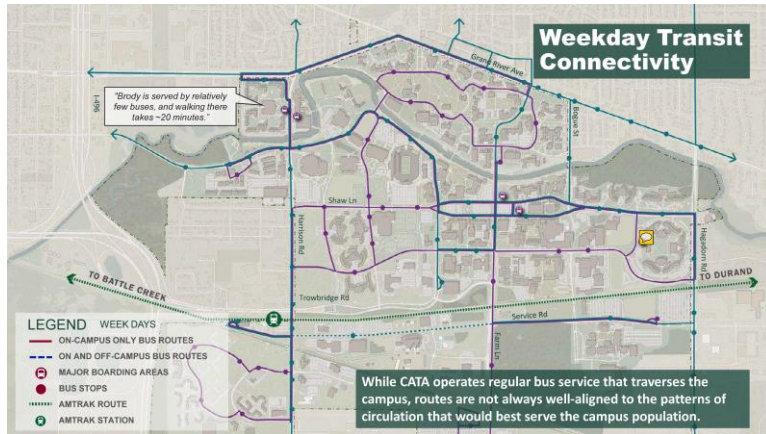 Weekday Transit
Connectivity
Grand River Ave
I-496
"Brody is served by relatively
few buses, and walking there
takes ~20 minutes."
Bogue St
Shaw Ln
Harrison Rd
Hagadorn Rd
TO BATTLE CREEK
TO DURAND
Trowbridge Rd
Service Rd
Farm Ln
LEGEND WEEK DAYS
ON-CAMPUS ONLY BUS ROUTES
ON AND OFF-CAMPUS BUS ROUTES
MAJOR BOARDING AREAS
BUS STOPS
AMTRAK ROUTE
AMTRAK STATION
While CATA operates regular bus service that traverses the
campus, routes are not always well-aligned to the patterns of
circulation that would best serve the campus population.